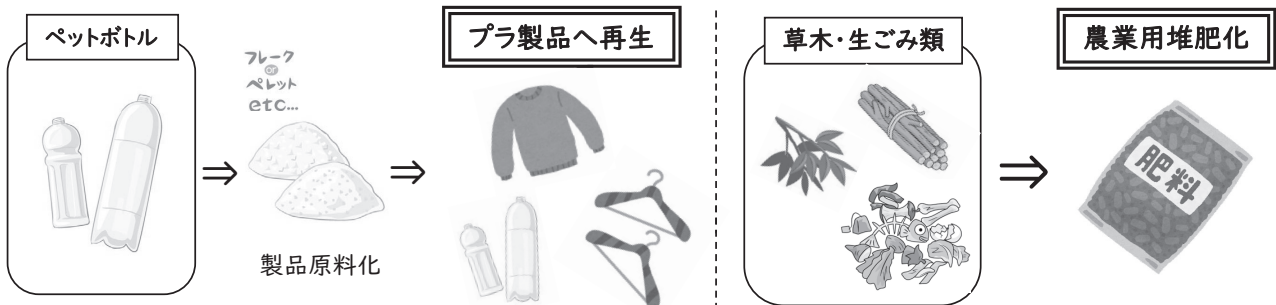 ペットボトル
フレーク
or
ペレット
etc...
製品原料化
プラ製品へ再生
草木・生ごみ類
農業用堆肥化
肥料